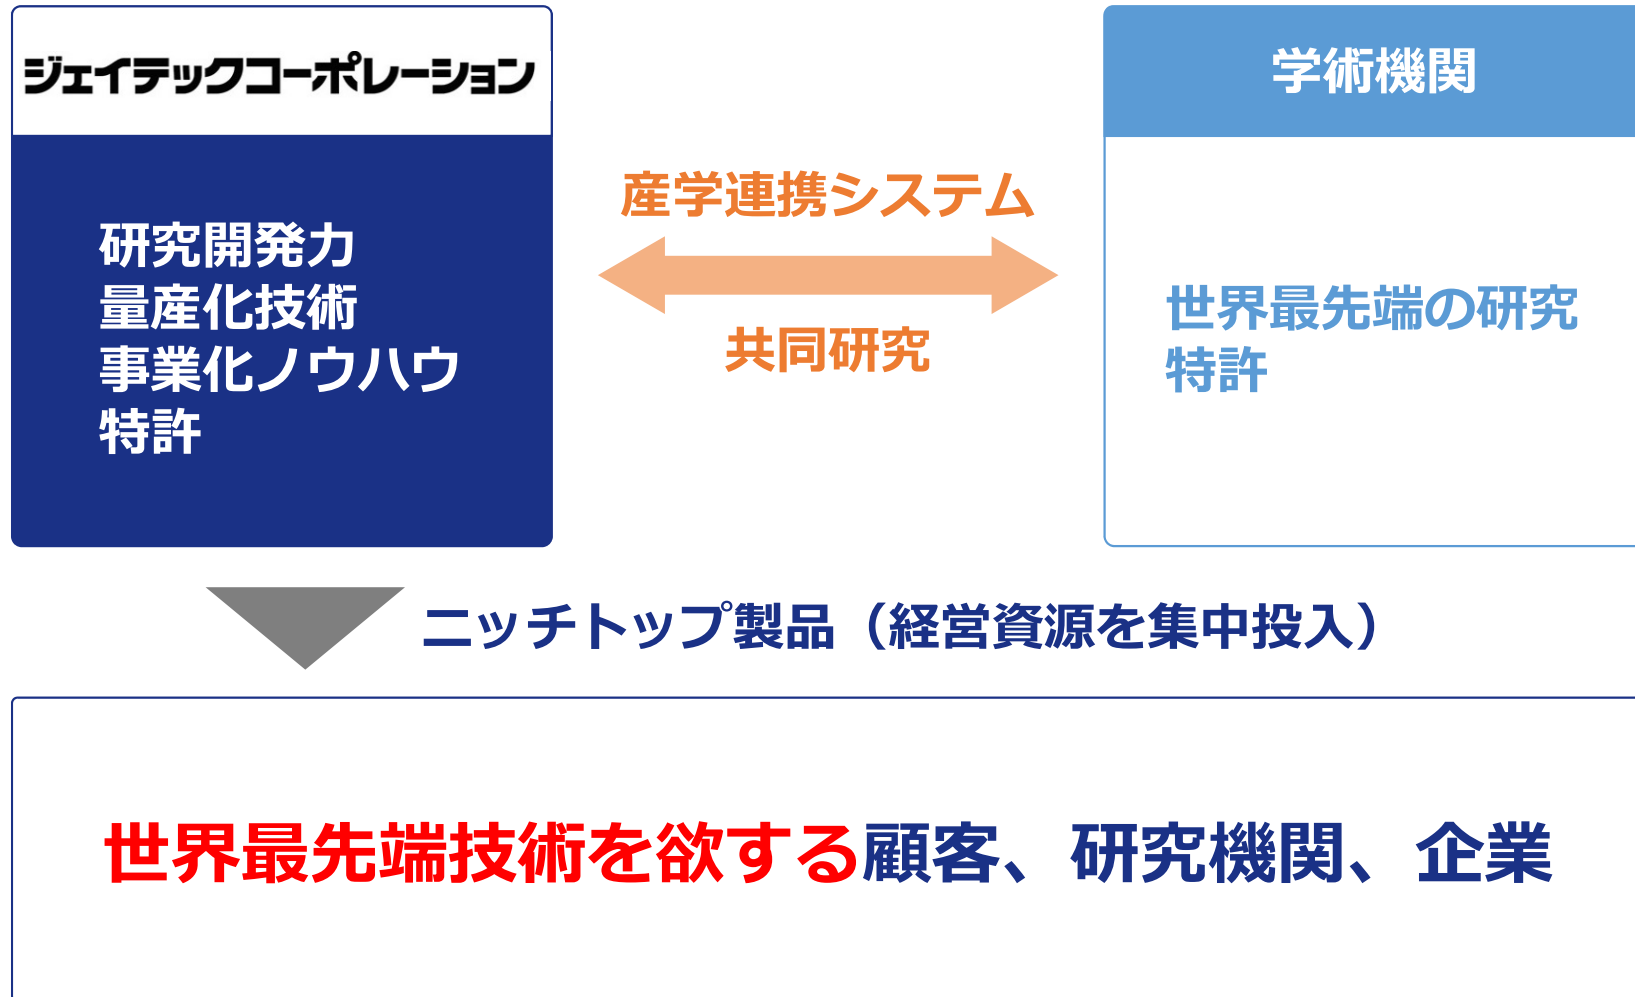 ジェイテックコーポレーション
研究開発力
量産化技術
事業化ノウハウ
特許
産学連携システム
共同研究
学術機関
世界最先端の研究
特許
ニッチトップ製品（経営資源を集中投入）
世界最先端技術を欲する顧客、研究機関、企業